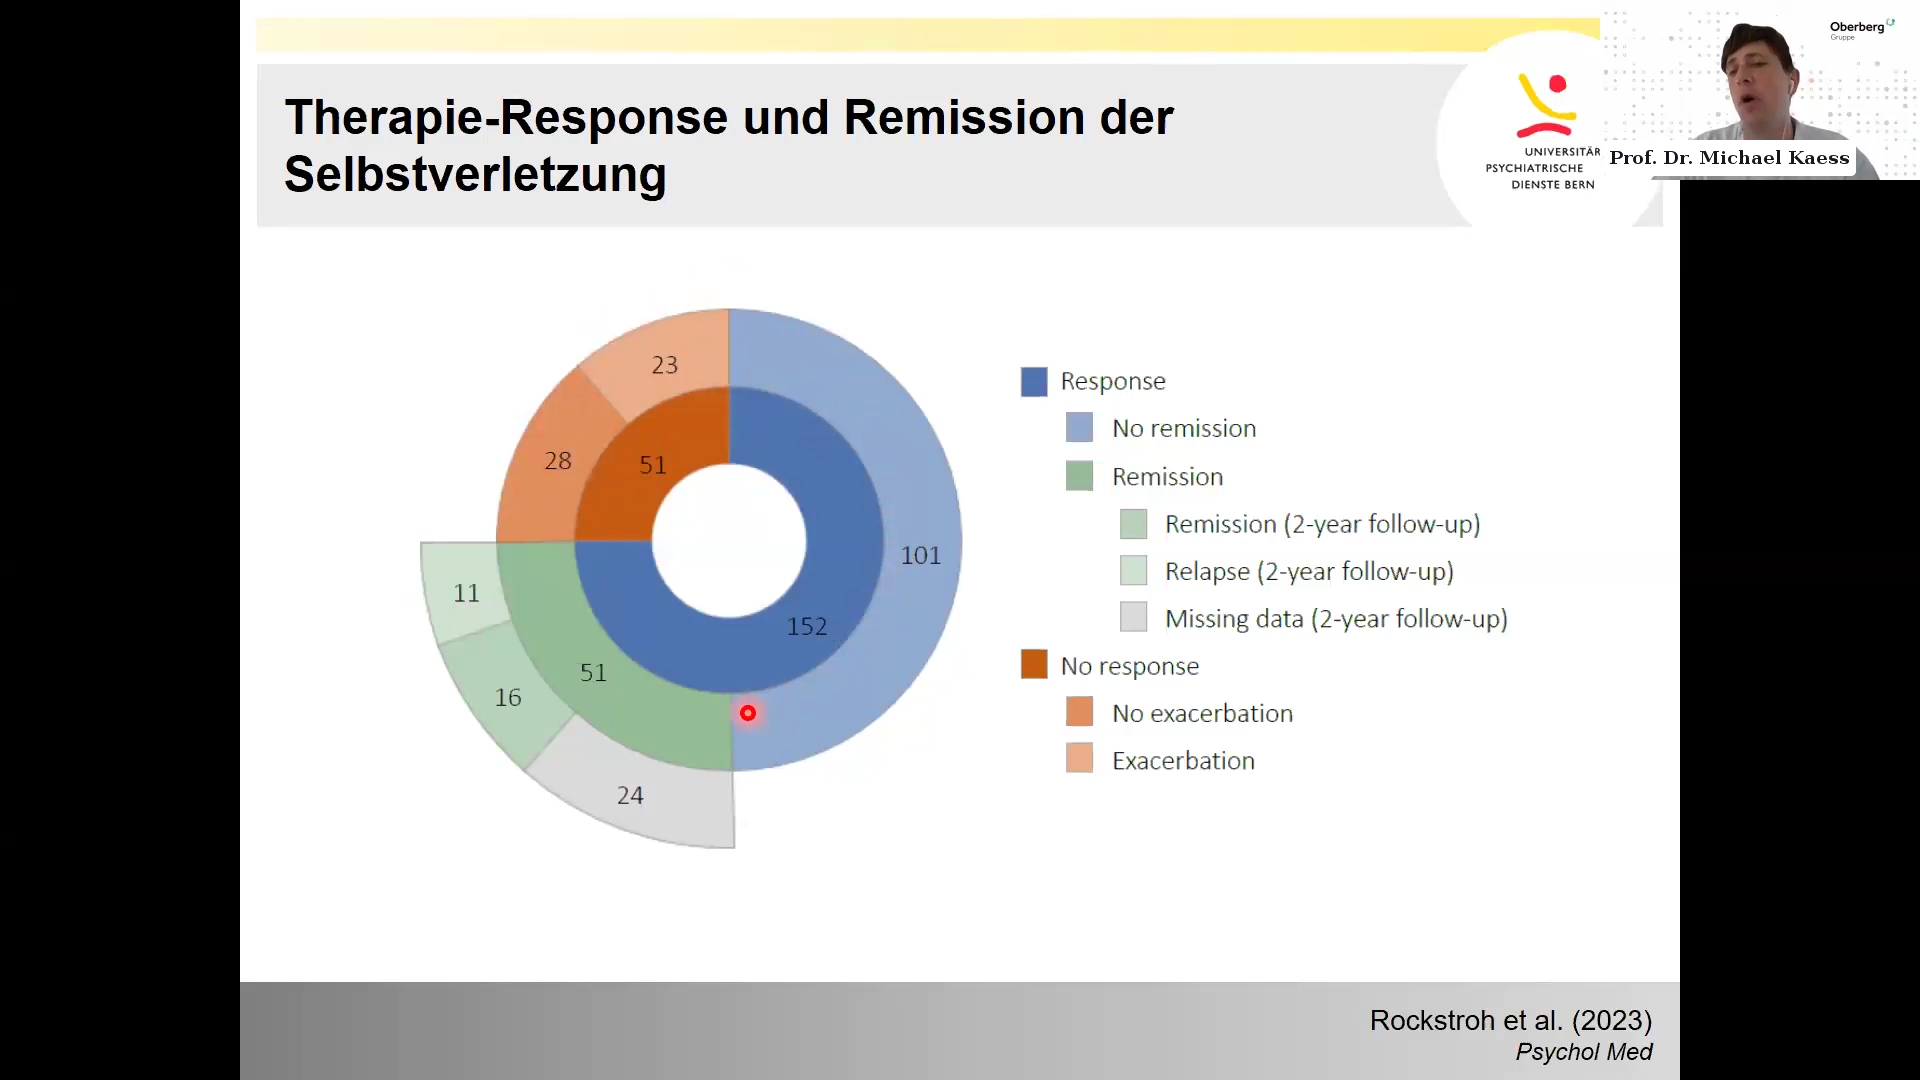 Therapie-Response und Remission der
Selbstverletzung
UNIVERSITÄR
PSYCHIATRISCHE
DIENSTE BERN
Oberberg
Gruppe
Prof. Dr. Michael Kaess
23
28
51
101
152
11
51
16
24
Response
No remission
Remission
Remission (2-year follow-up)
Relapse (2-year follow-up)
Missing data (2-year follow-up)
No response
No exacerbation
Exacerbation
Rockstroh et al. (2023)
Psychol Med